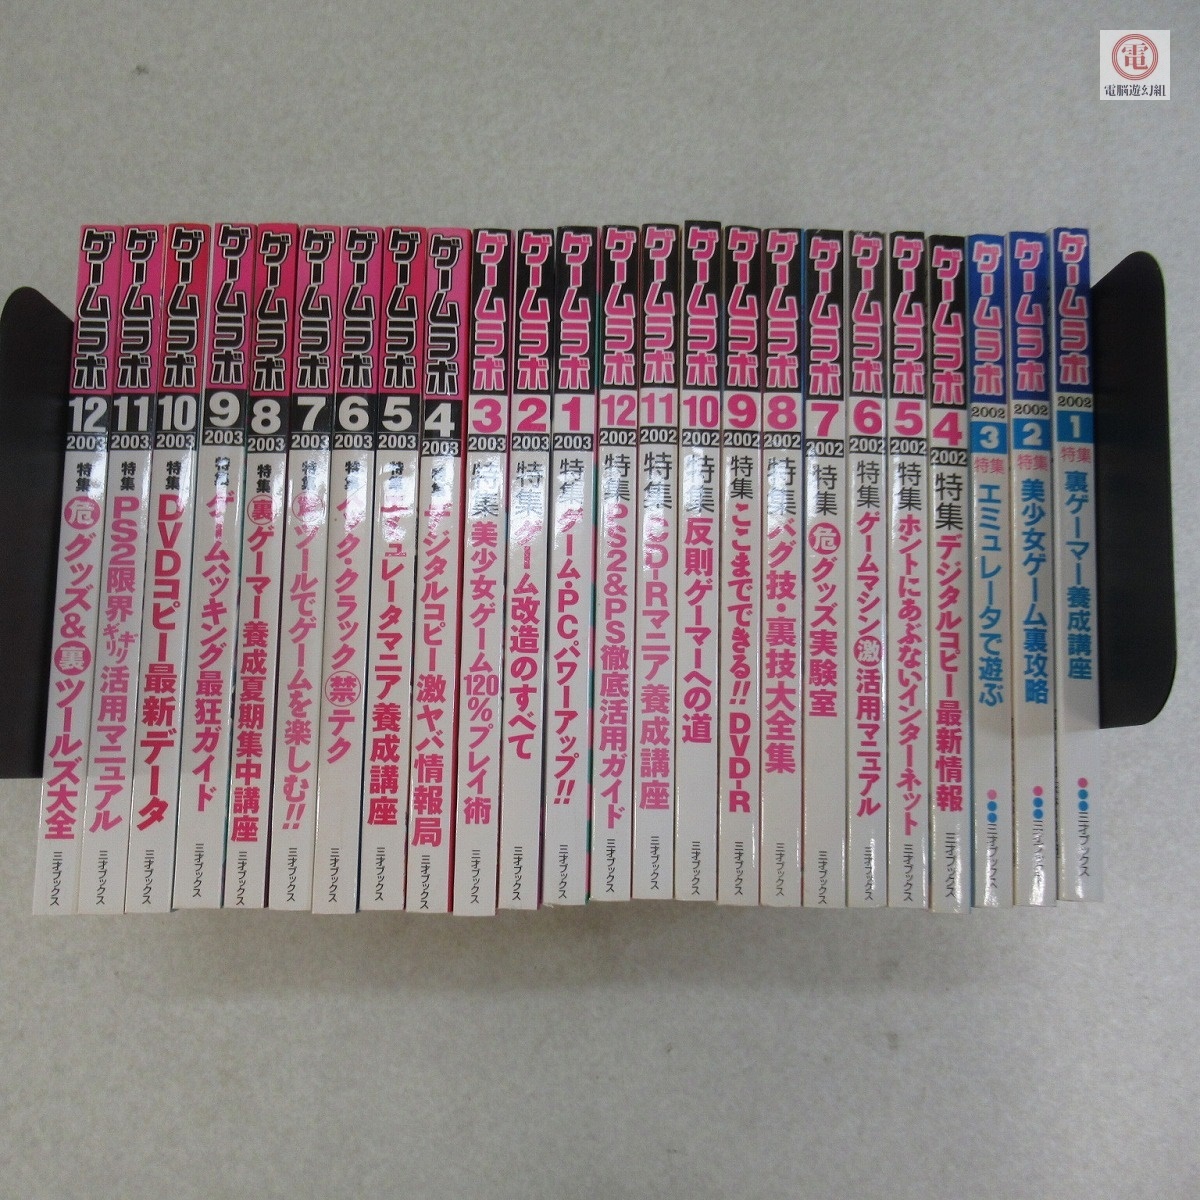 電
電脳遊幻組
ゲームラボ
12
2003
特集
危グッズ&裏ツールズ大全
三才ブックス
ゲームラボ
11
2003
特集
PS2限界ギリギリ活用マニュアル
三才ブックス
ゲームラボ
10
2003
特集
DVDコピー最新データ
三才ブックス
ゲームラボ
9
2003
特集
ゲームハッキング最狂ガイド
三才ブックス
ゲームラボ
8
2003
特集
裏ゲーマー養成夏期集中講座
三才ブックス
ゲームラボ
7
2003
特集
ツールでゲームを楽しむ!!
三才ブックス
ゲームラボ
6
2003
特集
ハック・クラック禁テク
三才ブックス
ゲームラボ
5
2003
特集
エミュレータマニア養成講座
三才ブックス
ゲームラボ
4
2003
特集
デジタルコピー激ヤバ情報局
三才ブックス
ゲームラボ
3
2003
特集
美少女ゲーム120%プレイ術
三才ブックス
ゲームラボ
2
2003
特集
ゲーム改造のすべて
三才ブックス
ゲームラボ
1
2003
特集
ゲーム・PCパワーアップ!!
三才ブックス
ゲームラボ
12
2002
特集
PS2&PS徹底活用ガイド
三才ブックス
ゲームラボ
11
2002
特集
CD-Rマニア養成講座
三才ブックス
ゲームラボ
10
2002
特集
反則ゲーマーへの道
三才ブックス
ゲームラボ
9
2002
特集
ここまでできる!!DVD-R
三才ブックス
ゲームラボ
8
2002
特集
バグ技・裏技大全集
三才ブックス
ゲームラボ
7
2002
特集
危グッズ実験室
三才ブックス
ゲームラボ
6
2002
特集
ゲームマシン激活用マニュアル
三才ブックス
ゲームラボ
5
2002
特集
ホントにあぶないインターネット
三才ブックス
ゲームラボ
4
2002
特集
デジタルコピー最新情報
三才ブックス
ゲームラボ
2002
3
特集
エミュレータで遊ぶ
三才ブックス
ゲームラボ
2002
2
特集
美少女ゲーム裏攻略
三才ブックス
ゲームラボ
2002
1
特集
裏ゲーマー養成講座
三才ブックス